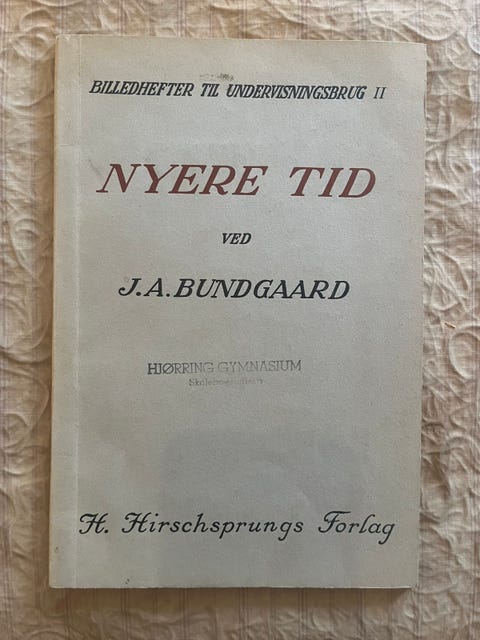 BILLEDHEFTER TIL UNDERVISNINGSBRUG II
NYERE TID
VED
J.A. BUNDGAARD
HJØRRING GYMNASIUM
H. Hirschsprungs Forlag